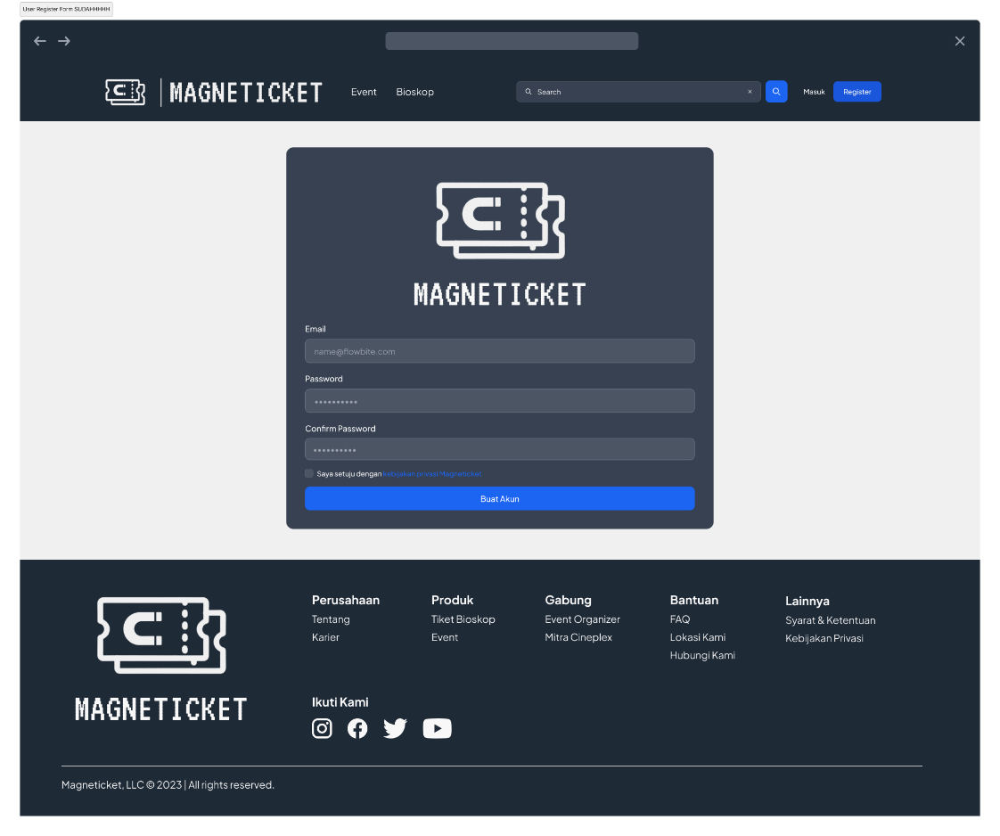 User Register Form SUDAHHHHH
MAGNETICKET
Event
Bioskop
Search
Masuk
Register
MAGNETICKET
Email
name@flowbite.com
Password
Confirm Password
Saya setuju dengan kebijakan privasi Magneticket
Buat Akun
MAGNETICKET
Perusahaan
Tentang
Karier
Produk
Tiket Bioskop
Event
Gabung
Event Organizer
Mitra Cineplex
Bantuan
FAQ
Lokasi Kami
Hubungi Kami
Lainnya
Syarat & Ketentuan
Kebijakan Privasi
Ikuti Kami
Magneticket, LLC © 2023 | All rights reserved.